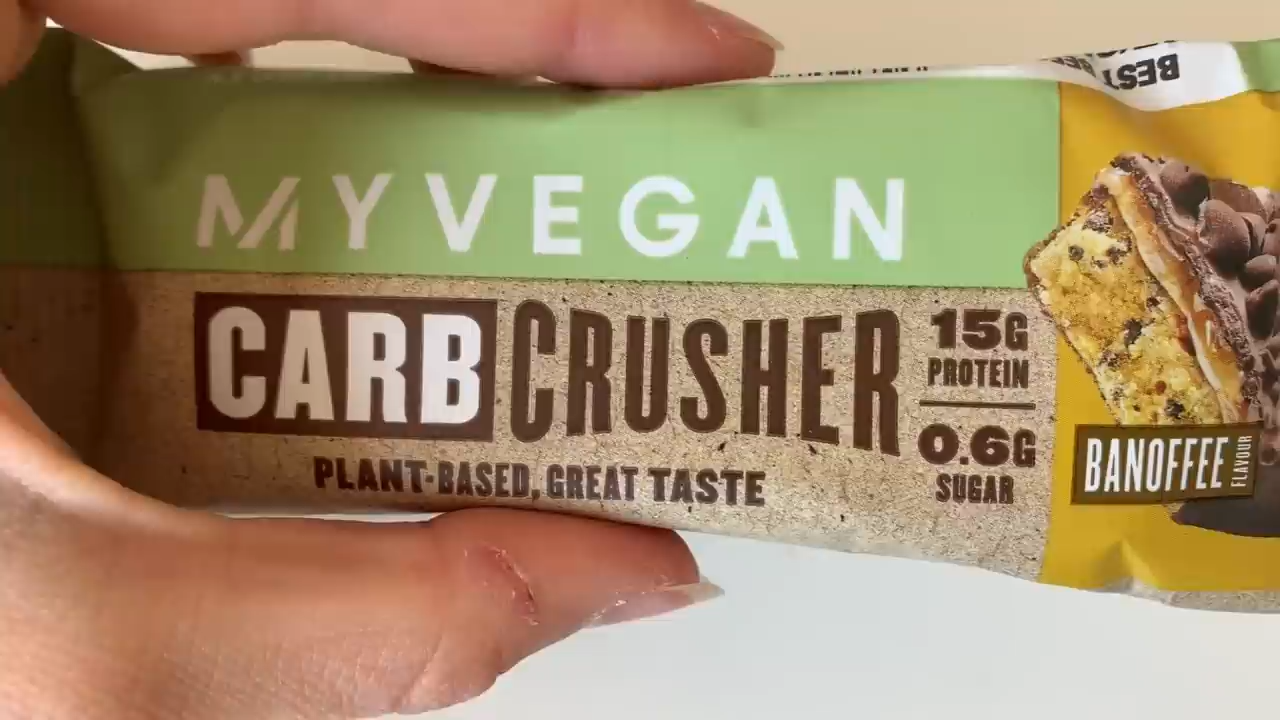 BEST
MYVEGAN
CARB CRUSHER
15G
PROTEIN
0.6G
SUGAR
PLANT-BASED, GREAT TASTE
BANOFFEE
FLAVOUR